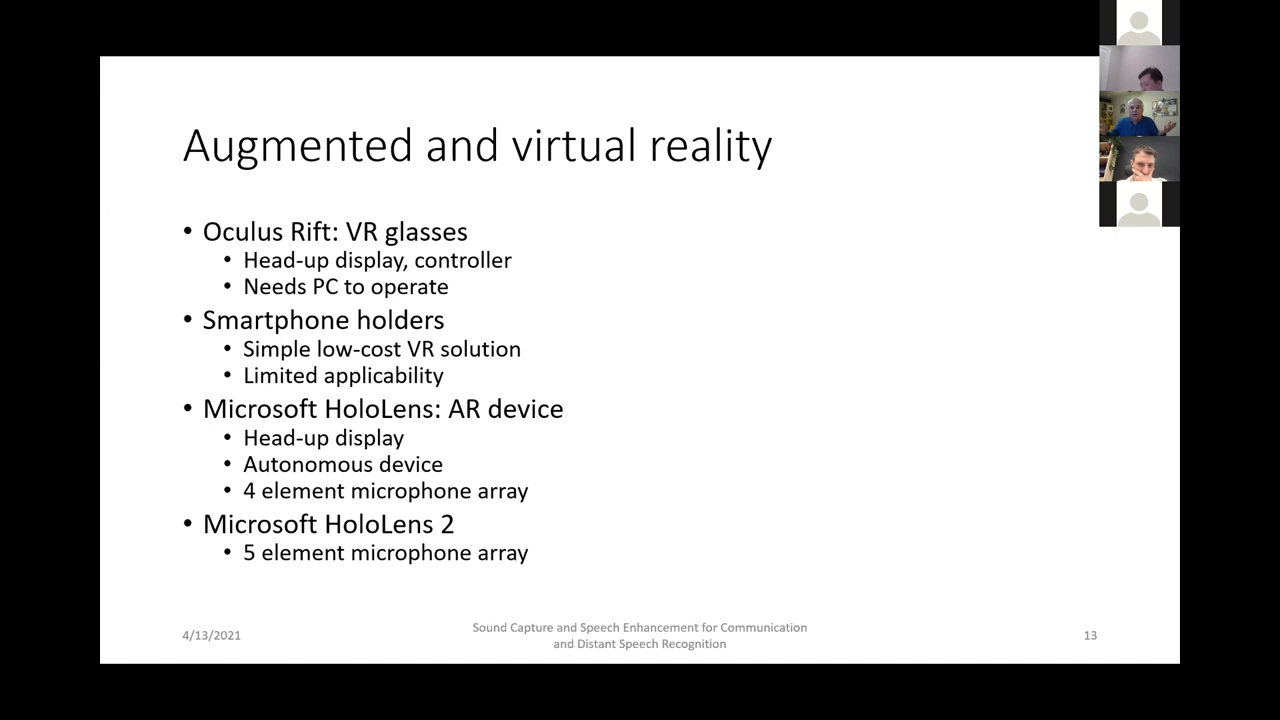 Augmented and virtual reality
• Oculus Rift: VR glasses
• Head-up display, controller
• Needs PC to operate
• Smartphone holders
• Simple low-cost VR solution
• Limited applicability
• Microsoft HoloLens: AR device
• Head-up display
• Autonomous device
• 4 element microphone array
• Microsoft HoloLens 2
• 5 element microphone array
4/13/2021
Sound Capture and Speech Enhancement for Communication
and Distant Speech Recognition
13